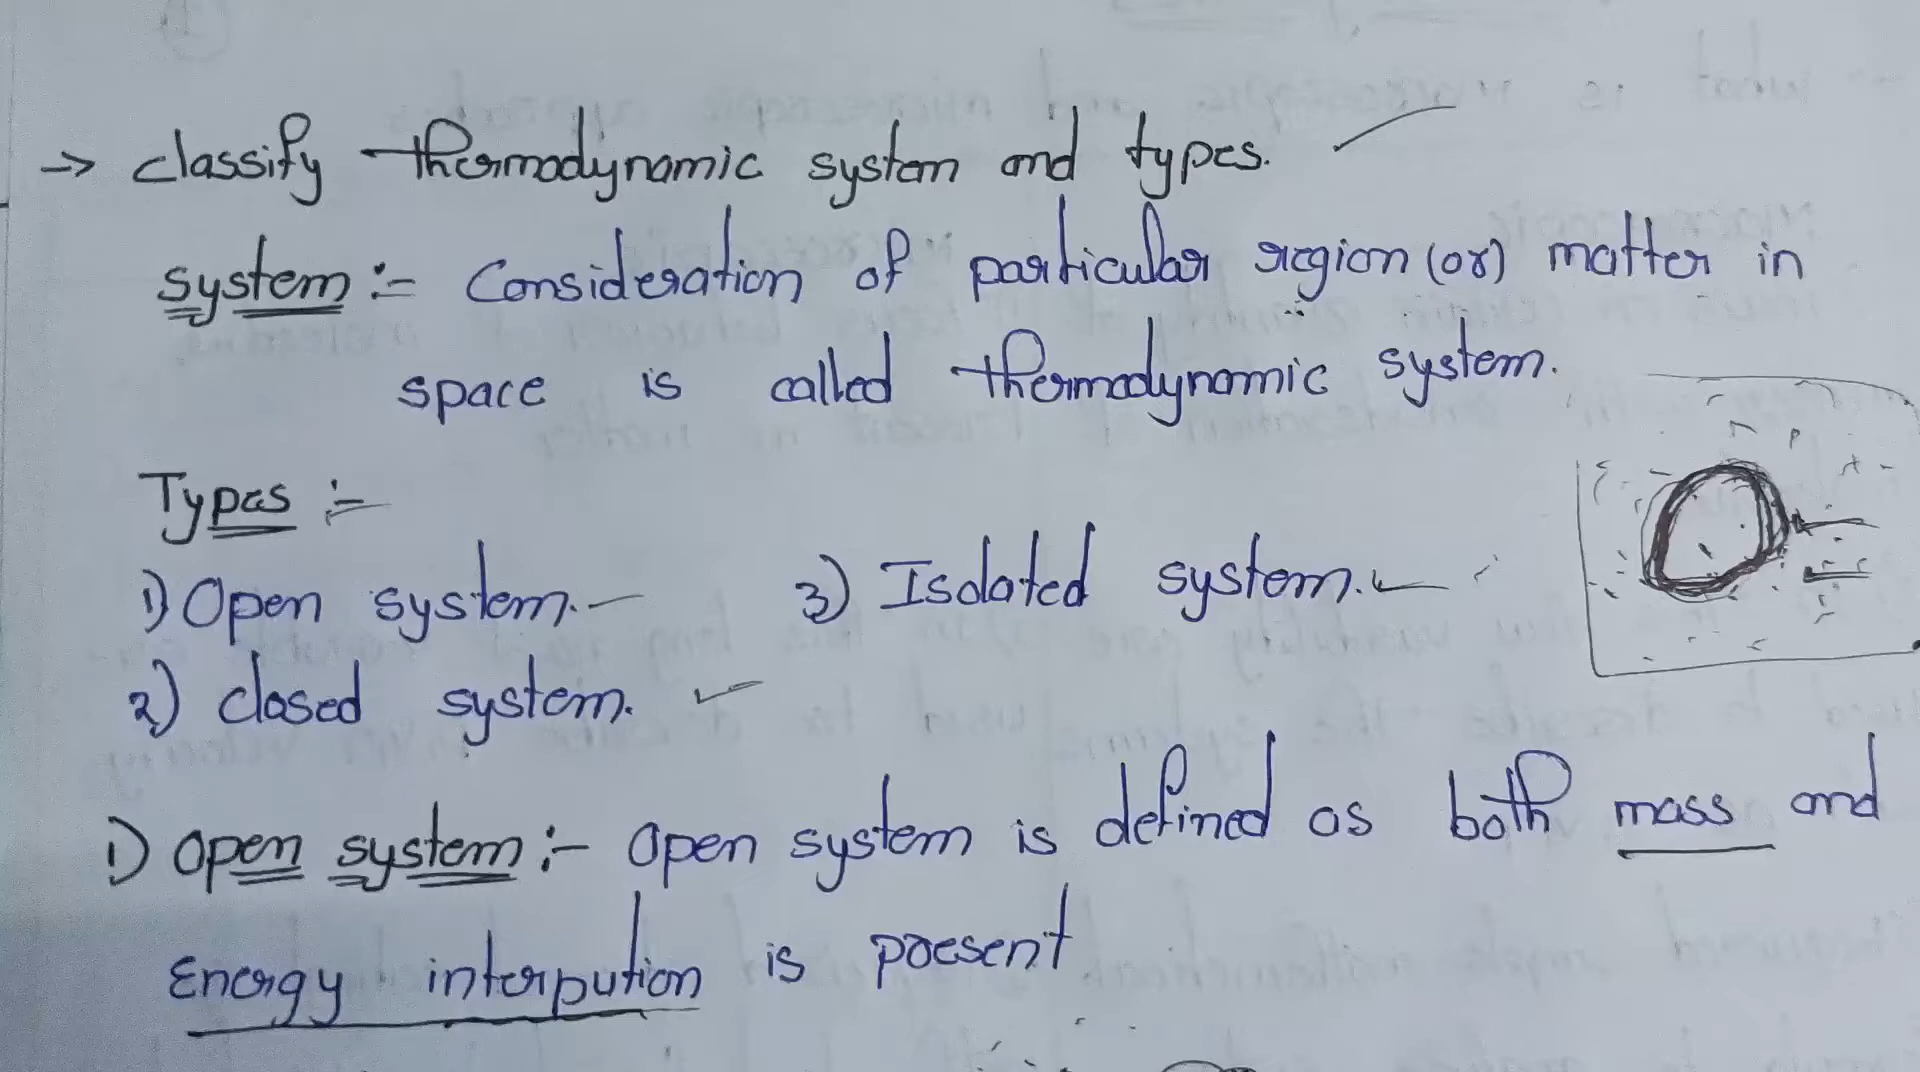 → classify thermodynamic system and types.
system :- Consideration of particular region (or) matter in
space is called thermodynamic system.
Types :-
1) Open system.
3) Isolated system.
2) closed system.
1) Open system :- Open system is defined as both mass and
Energy interpution is present